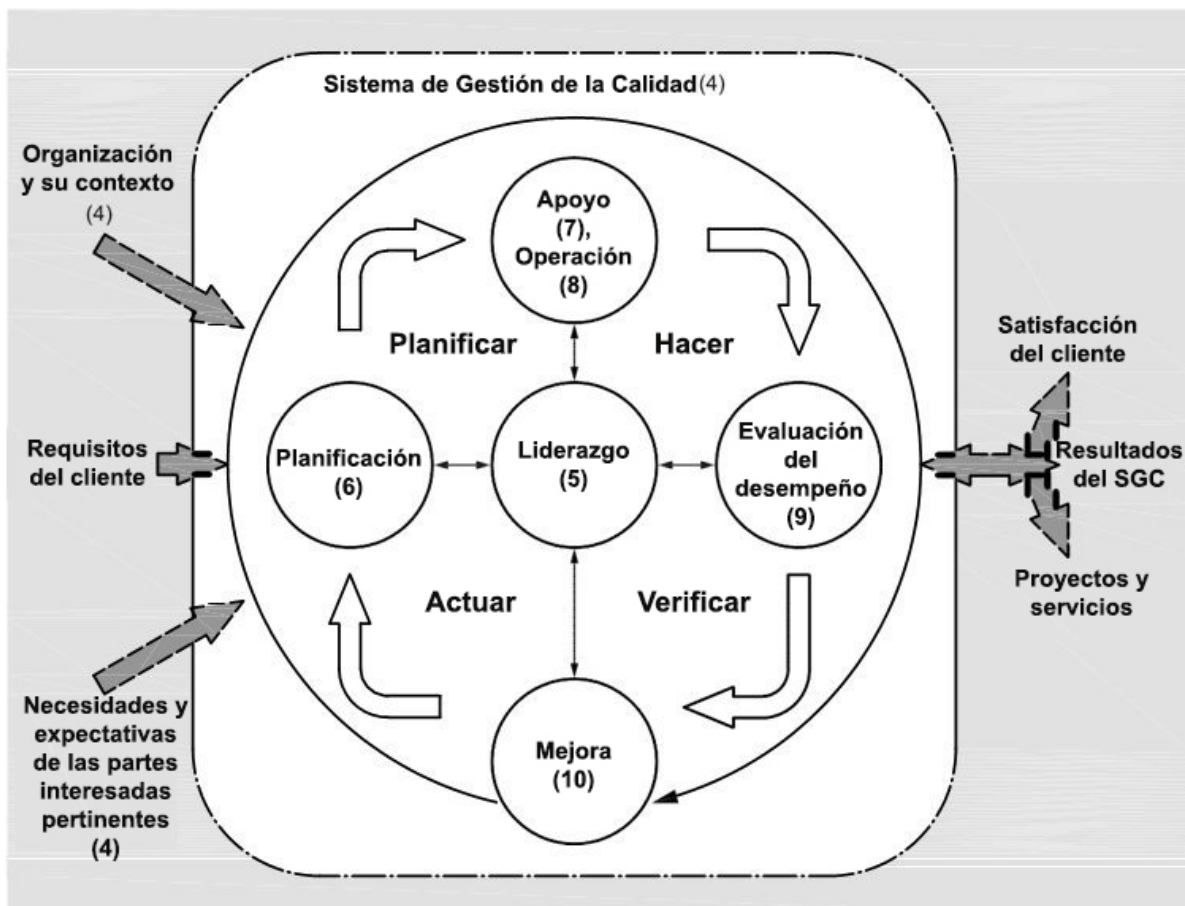 Sistema de Gestión de la Calidad (4)
Organización
y su contexto
(4)
Apoyo
(7),
Operación
(8)
Planificar
Hacer
Satisfacción
del cliente
Requisitos
del cliente
Planificación
(6)
Liderazgo
(5)
Evaluación
del
desempeño
(9)
Resultados
del SGC
Actuar
Verificar
Proyectos y
servicios
Necesidades y
expectativas
de las partes
interesadas
pertinentes
(4)
Mejora
(10)